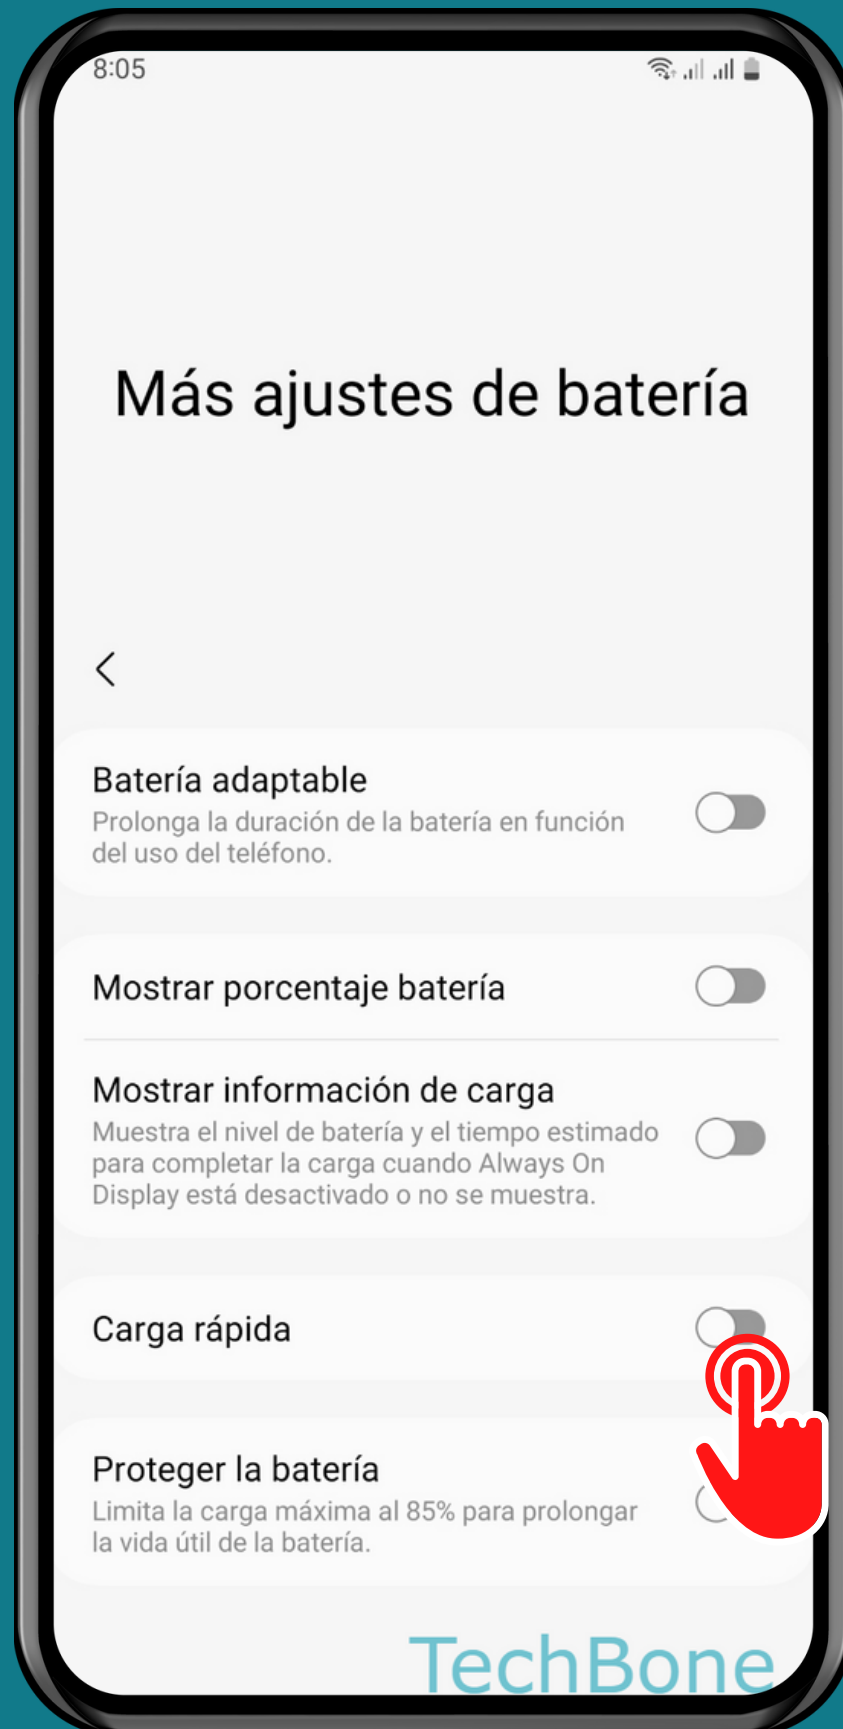 8:05
Más ajustes de batería
Batería adaptable
Prolonga la duración de la batería en función
del uso del teléfono.
Mostrar porcentaje batería
Mostrar información de carga
Muestra el nivel de batería y el tiempo estimado
para completar la carga cuando Always On
Display está desactivado o no se muestra.
Carga rápida
Proteger la batería
Limita la carga máxima al 85% para prolongar
la vida útil de la batería.
TechBone